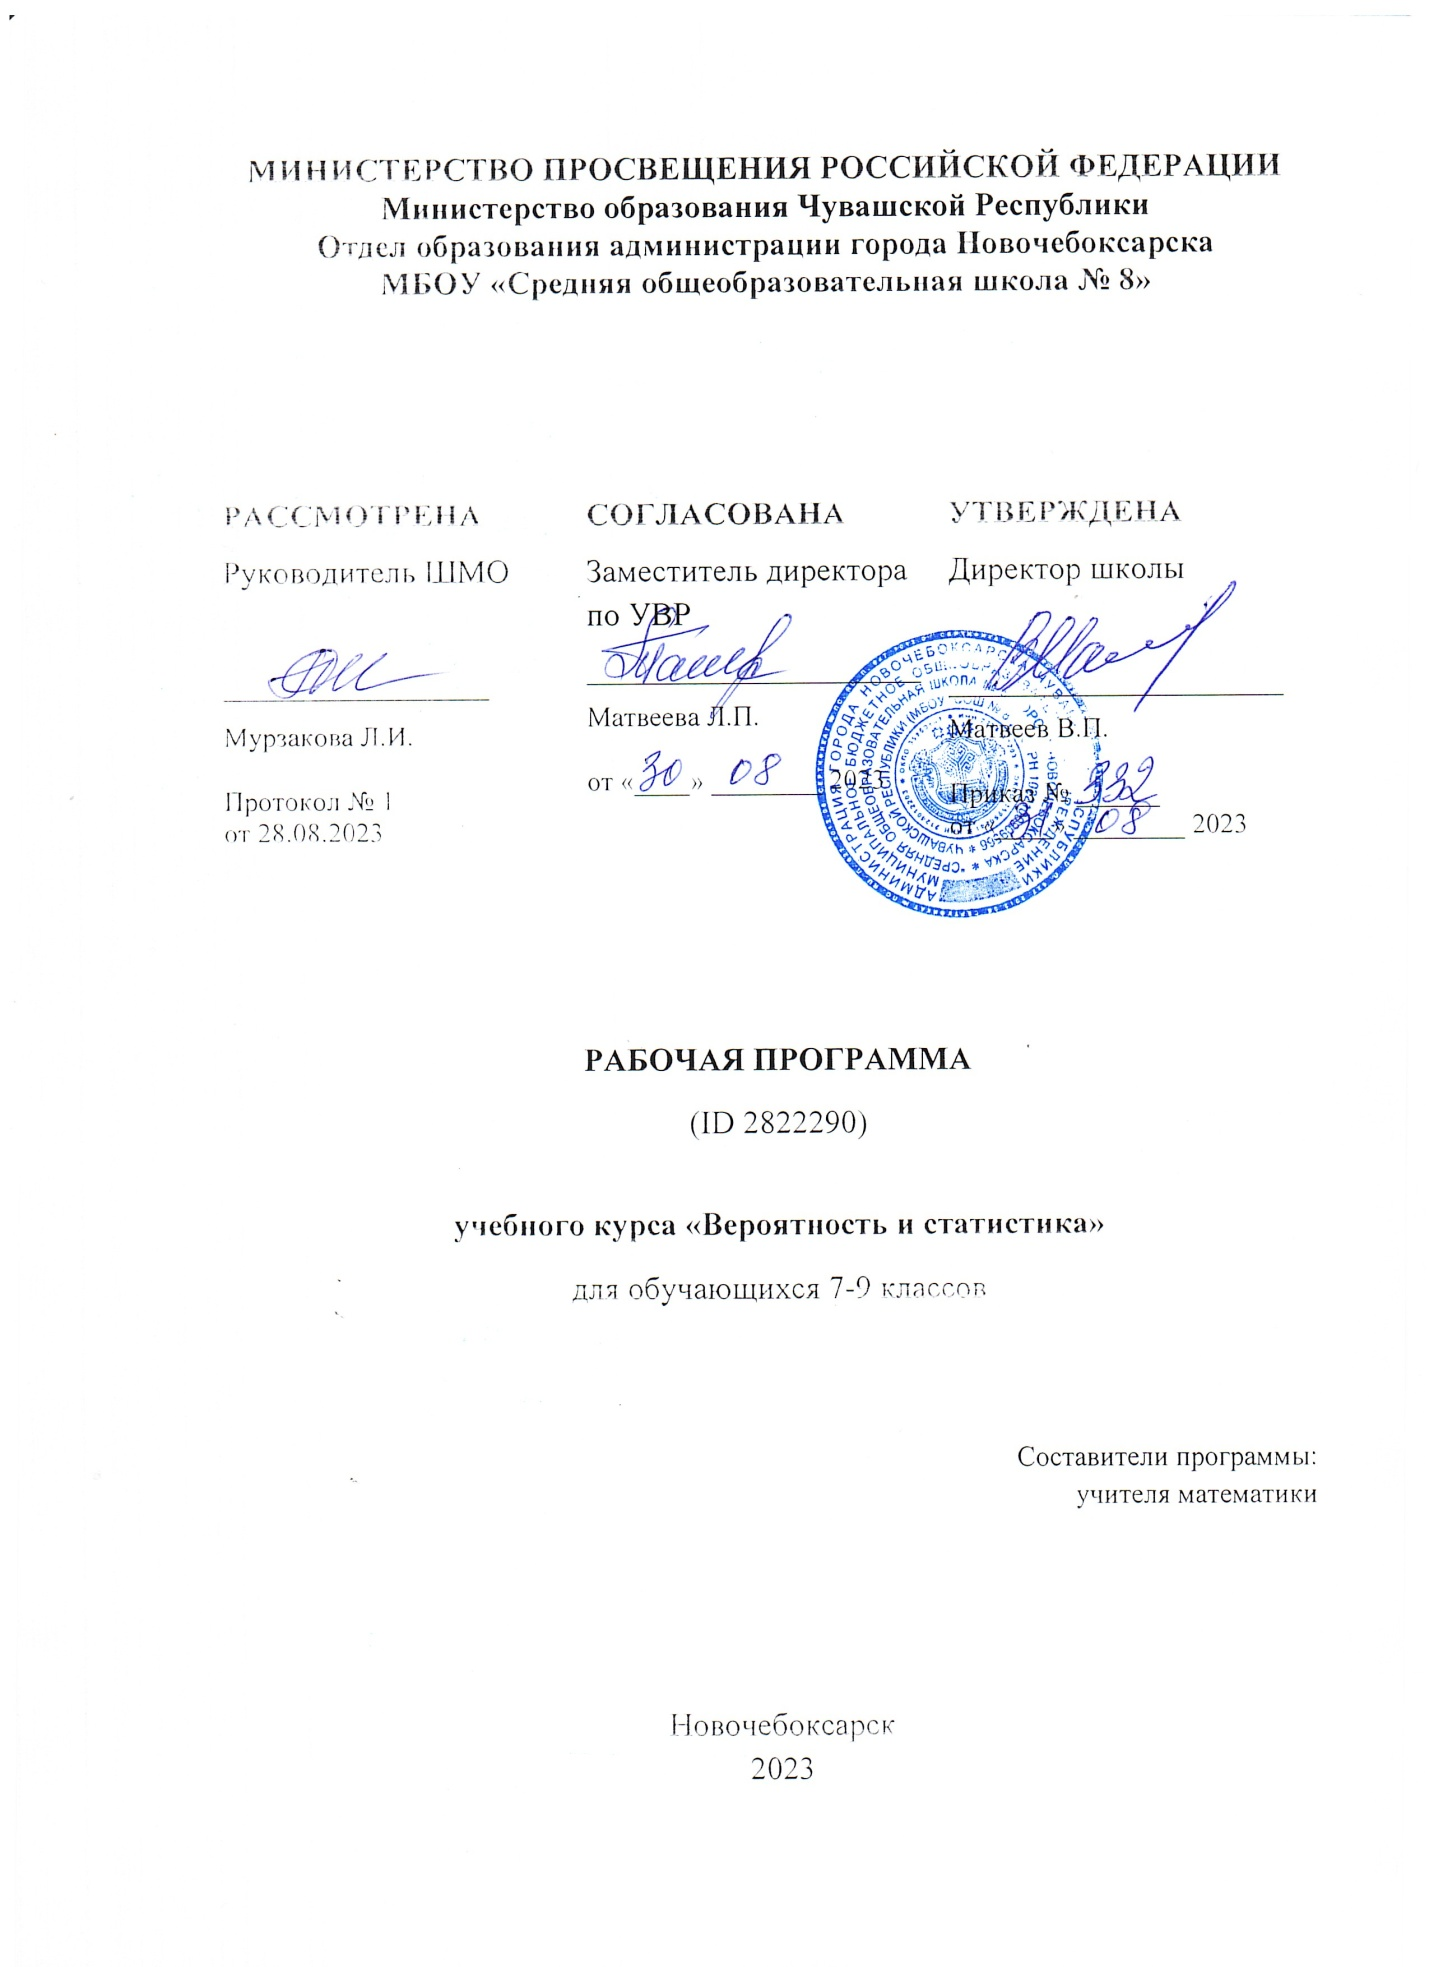 МИНИСТЕРСТВО ПРОСВЕЩЕНИЯ РОССИЙСКОЙ ФЕДЕРАЦИИ
Министерство образования Чувашской Республики
Отдел образования администрации города Новочебоксарска
МБОУ «Средняя общеобразовательная школа № 8»
РАССМОТРЕНА
Руководитель ШМО
Мурзакова Л.И.
Протокол № 1
от 28.08.2023
СОГЛАСОВАНА
Заместитель директора
по УВР
Матвеева Л.П.
от «30» 08 2023
УТВЕРЖДЕНА
Директор школы
Матвеев В.П.
Приказ № 332
от 08 2023
РАБОЧАЯ ПРОГРАММА
(ID 2822290)
учебного курса «Вероятность и статистика»
для обучающихся 7-9 классов
Составители программы:
учителя математики
Новочебоксарск
2023